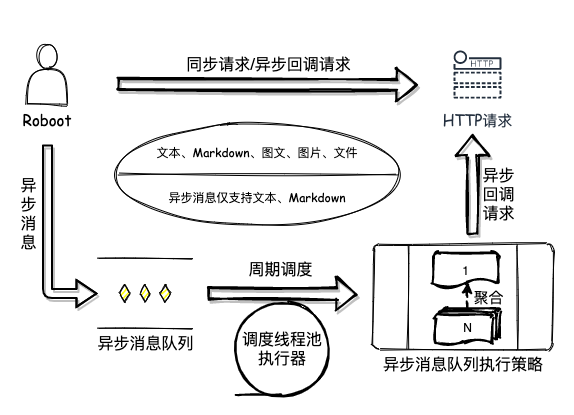 同步请求/异步回调请求
HTTP
Roboot
HTTP请求
文本、Markdown、图文、图片、文件
异步消息仅支持文本、Markdown
异
步
消
息
异步
回调
请求
周期调度
1
聚合
N
调度线程池
执行器
异步消息队列
异步消息队列执行策略